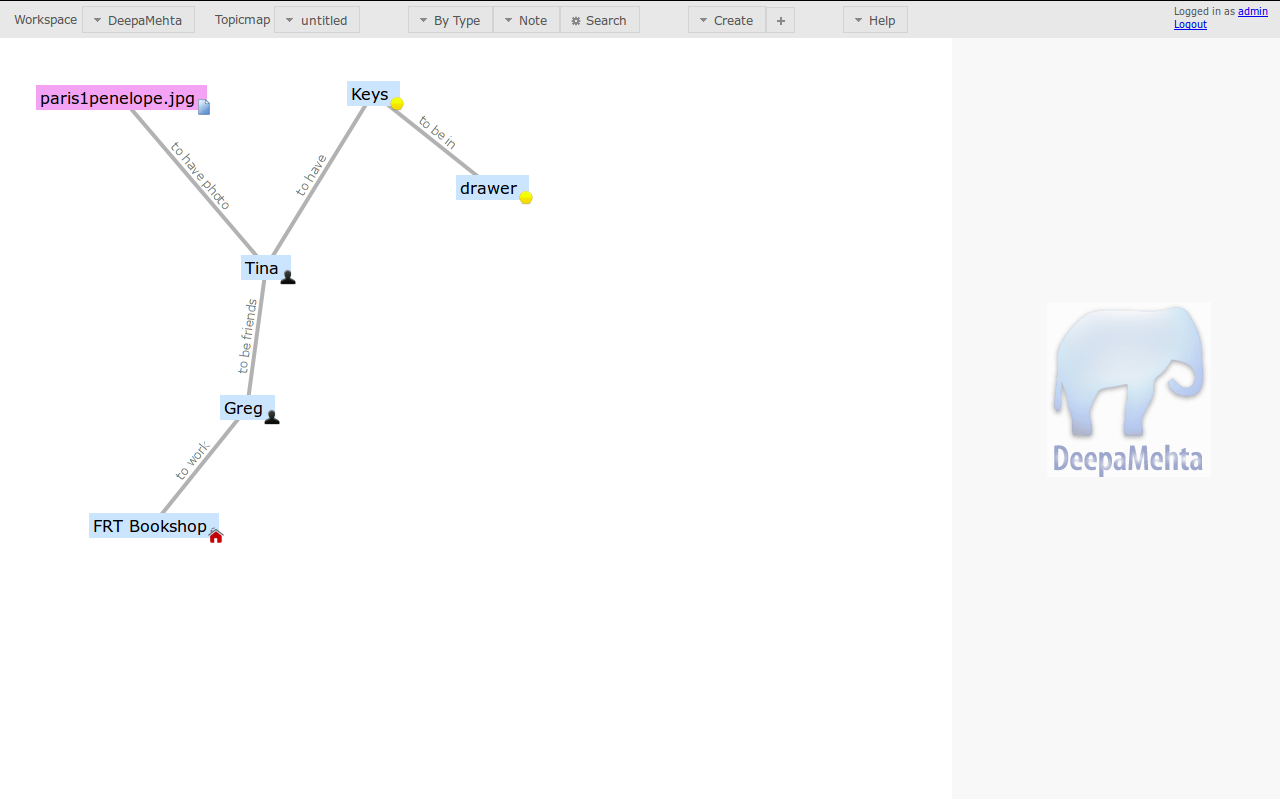 Workspace DeepaMehta Topicmap untitled By Type Note Search Create + Help
Logged in as admin
Logout
paris1penelope.jpg
Keys
to be in
to have photo
to have
drawer
Tina
to be friends
Greg
to work
DeepaMehta
FRT Bookshop